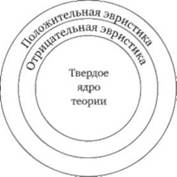 Положительная эвристика
Отрицательная эвристика
Твердое
ядро
теории